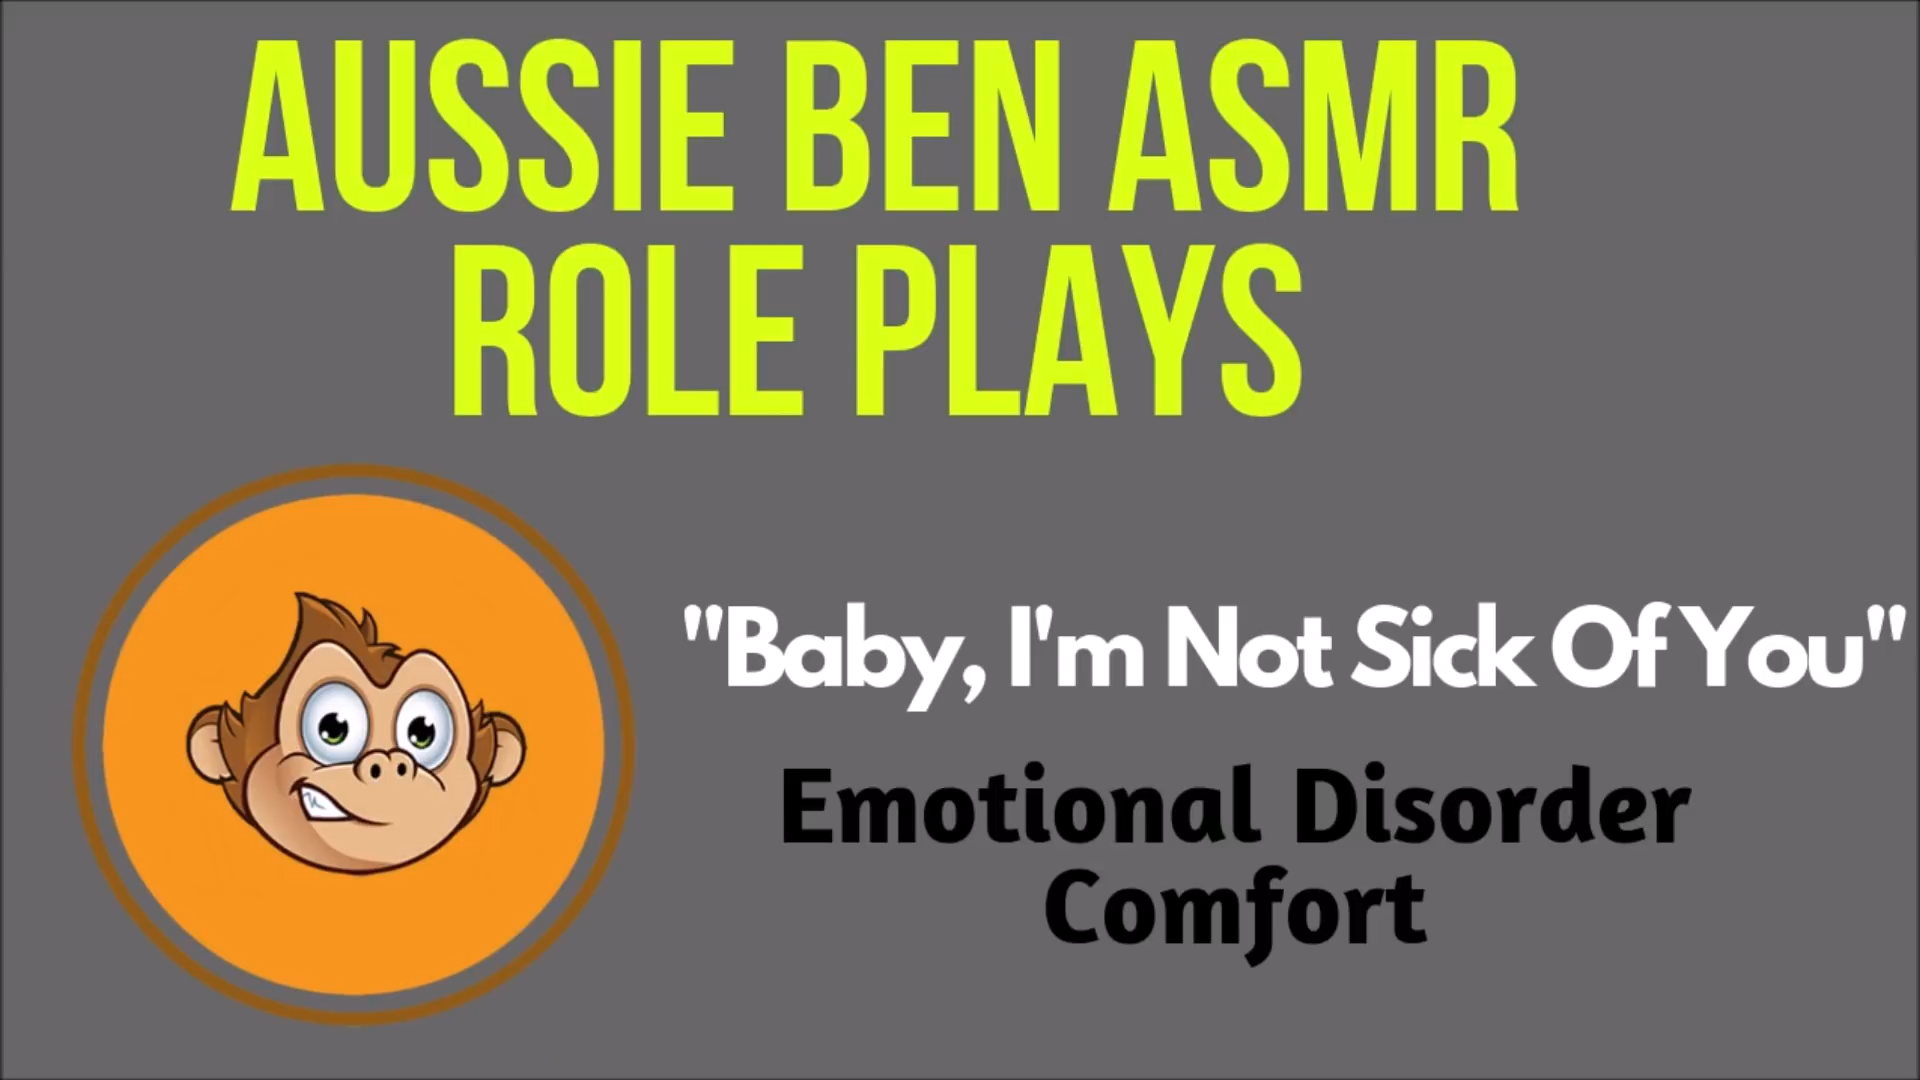 AUSSIE BEN ASMR
ROLE PLAYS
"Baby, I'm Not Sick Of You"
Emotional Disorder
Comfort